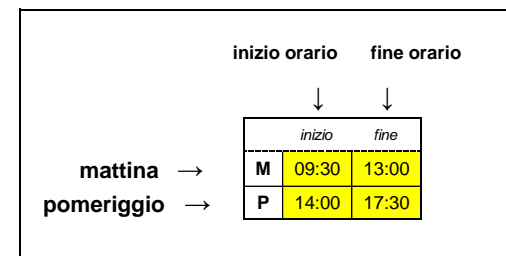 inizio orario fine orario
↓ ↓
inizio fine
mattina → M 09:30 13:00
pomeriggio → P 14:00 17:30